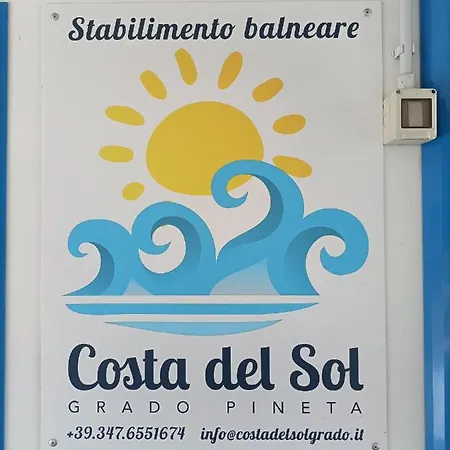 Stabilimento balneare
Costa del Sol
GRADO PINETA
+39.347.6551674 info@costadelsolgrado.it